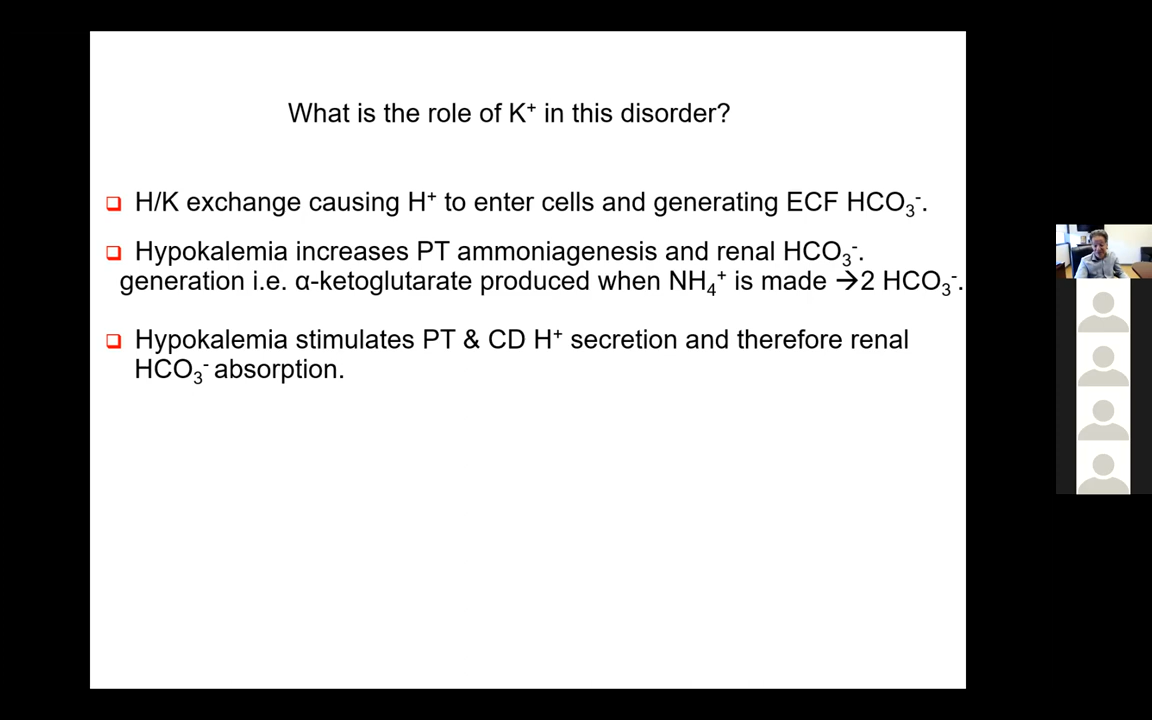 What is the role of K⁺ in this disorder?
H/K exchange causing H⁺ to enter cells and generating ECF HCO₃⁻.
Hypokalemia increases PT ammoniagenesis and renal HCO₃⁻.
generation i.e. α-ketoglutarate produced when NH₄⁺ is made →2 HCO₃⁻.
Hypokalemia stimulates PT & CD H⁺ secretion and therefore renal
HCO₃⁻ absorption.